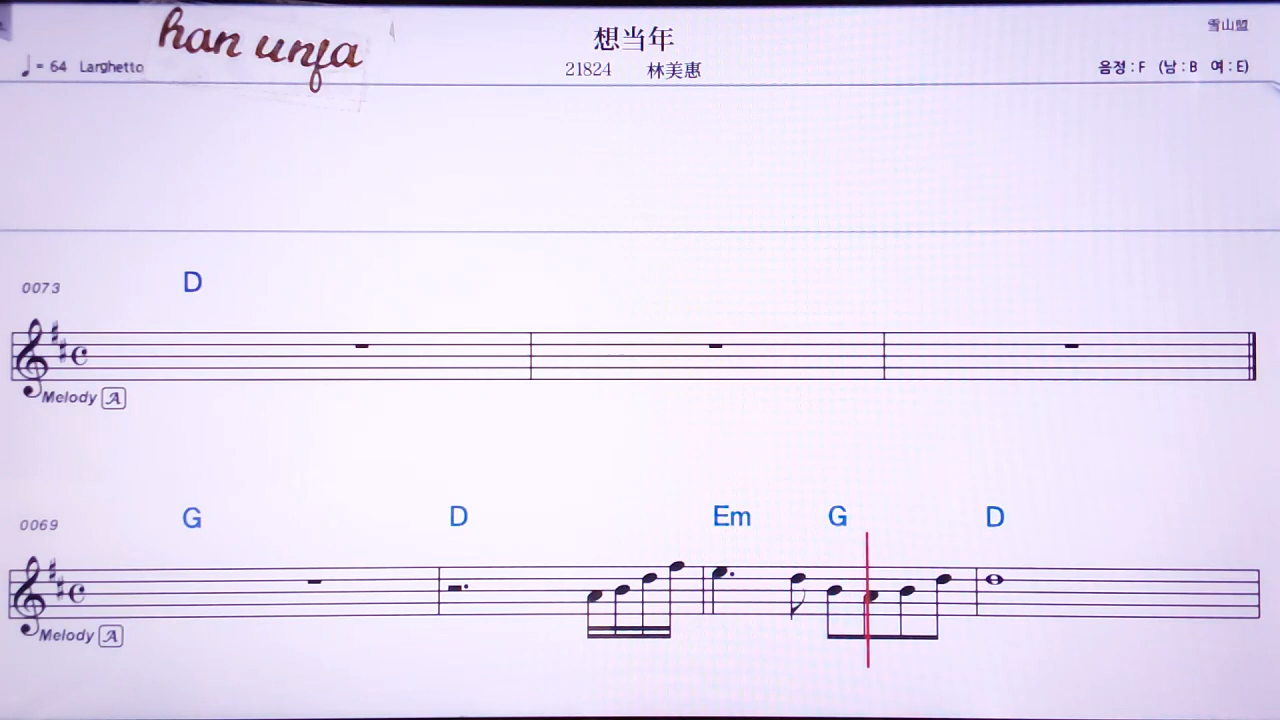 han unfa
想当年
雪山盟
♩ = 64 Larghetto
21824 林美惠
음정 : F (남 : B 여 : E)
0073 D
Melody A
0069 G D Em G D
Melody A